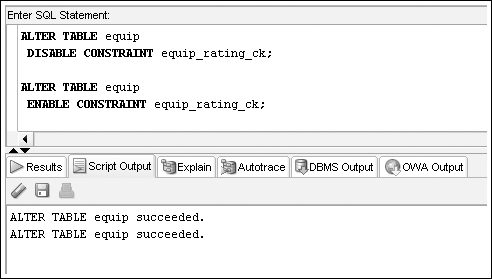 Enter SQL Statement:
ALTER TABLE equip
DISABLE CONSTRAINT equip_rating_ck;
ALTER TABLE equip
ENABLE CONSTRAINT equip_rating_ck;
Results Script Output Explain Autotrace DBMS Output OWA Output
ALTER TABLE equip succeeded.
ALTER TABLE equip succeeded.